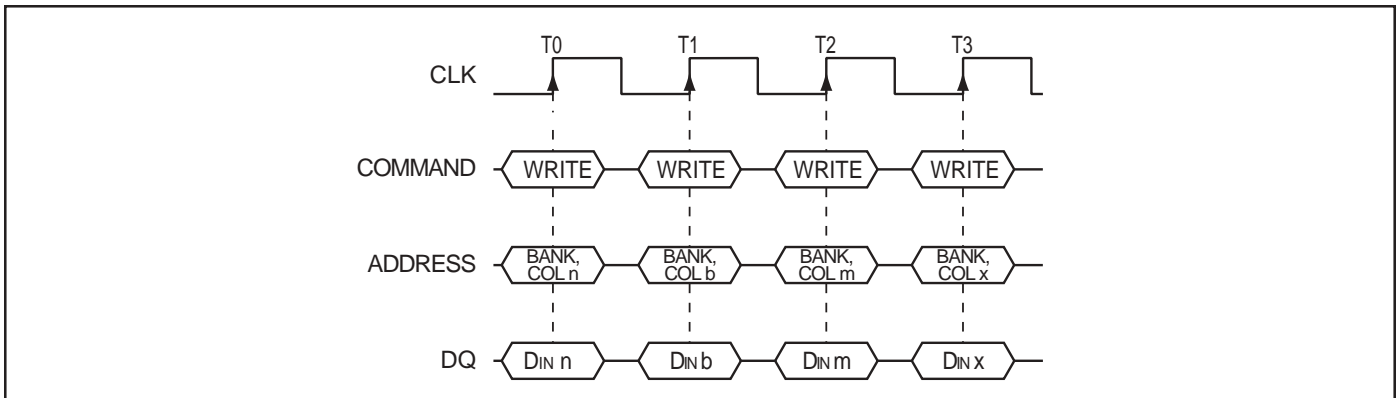 T0 T1 T2 T3
CLK
COMMAND WRITE WRITE WRITE WRITE
ADDRESS BANK, COL n BANK, COL b BANK, COL m BANK, COL x
DQ DIN n DIN b DIN m DIN x